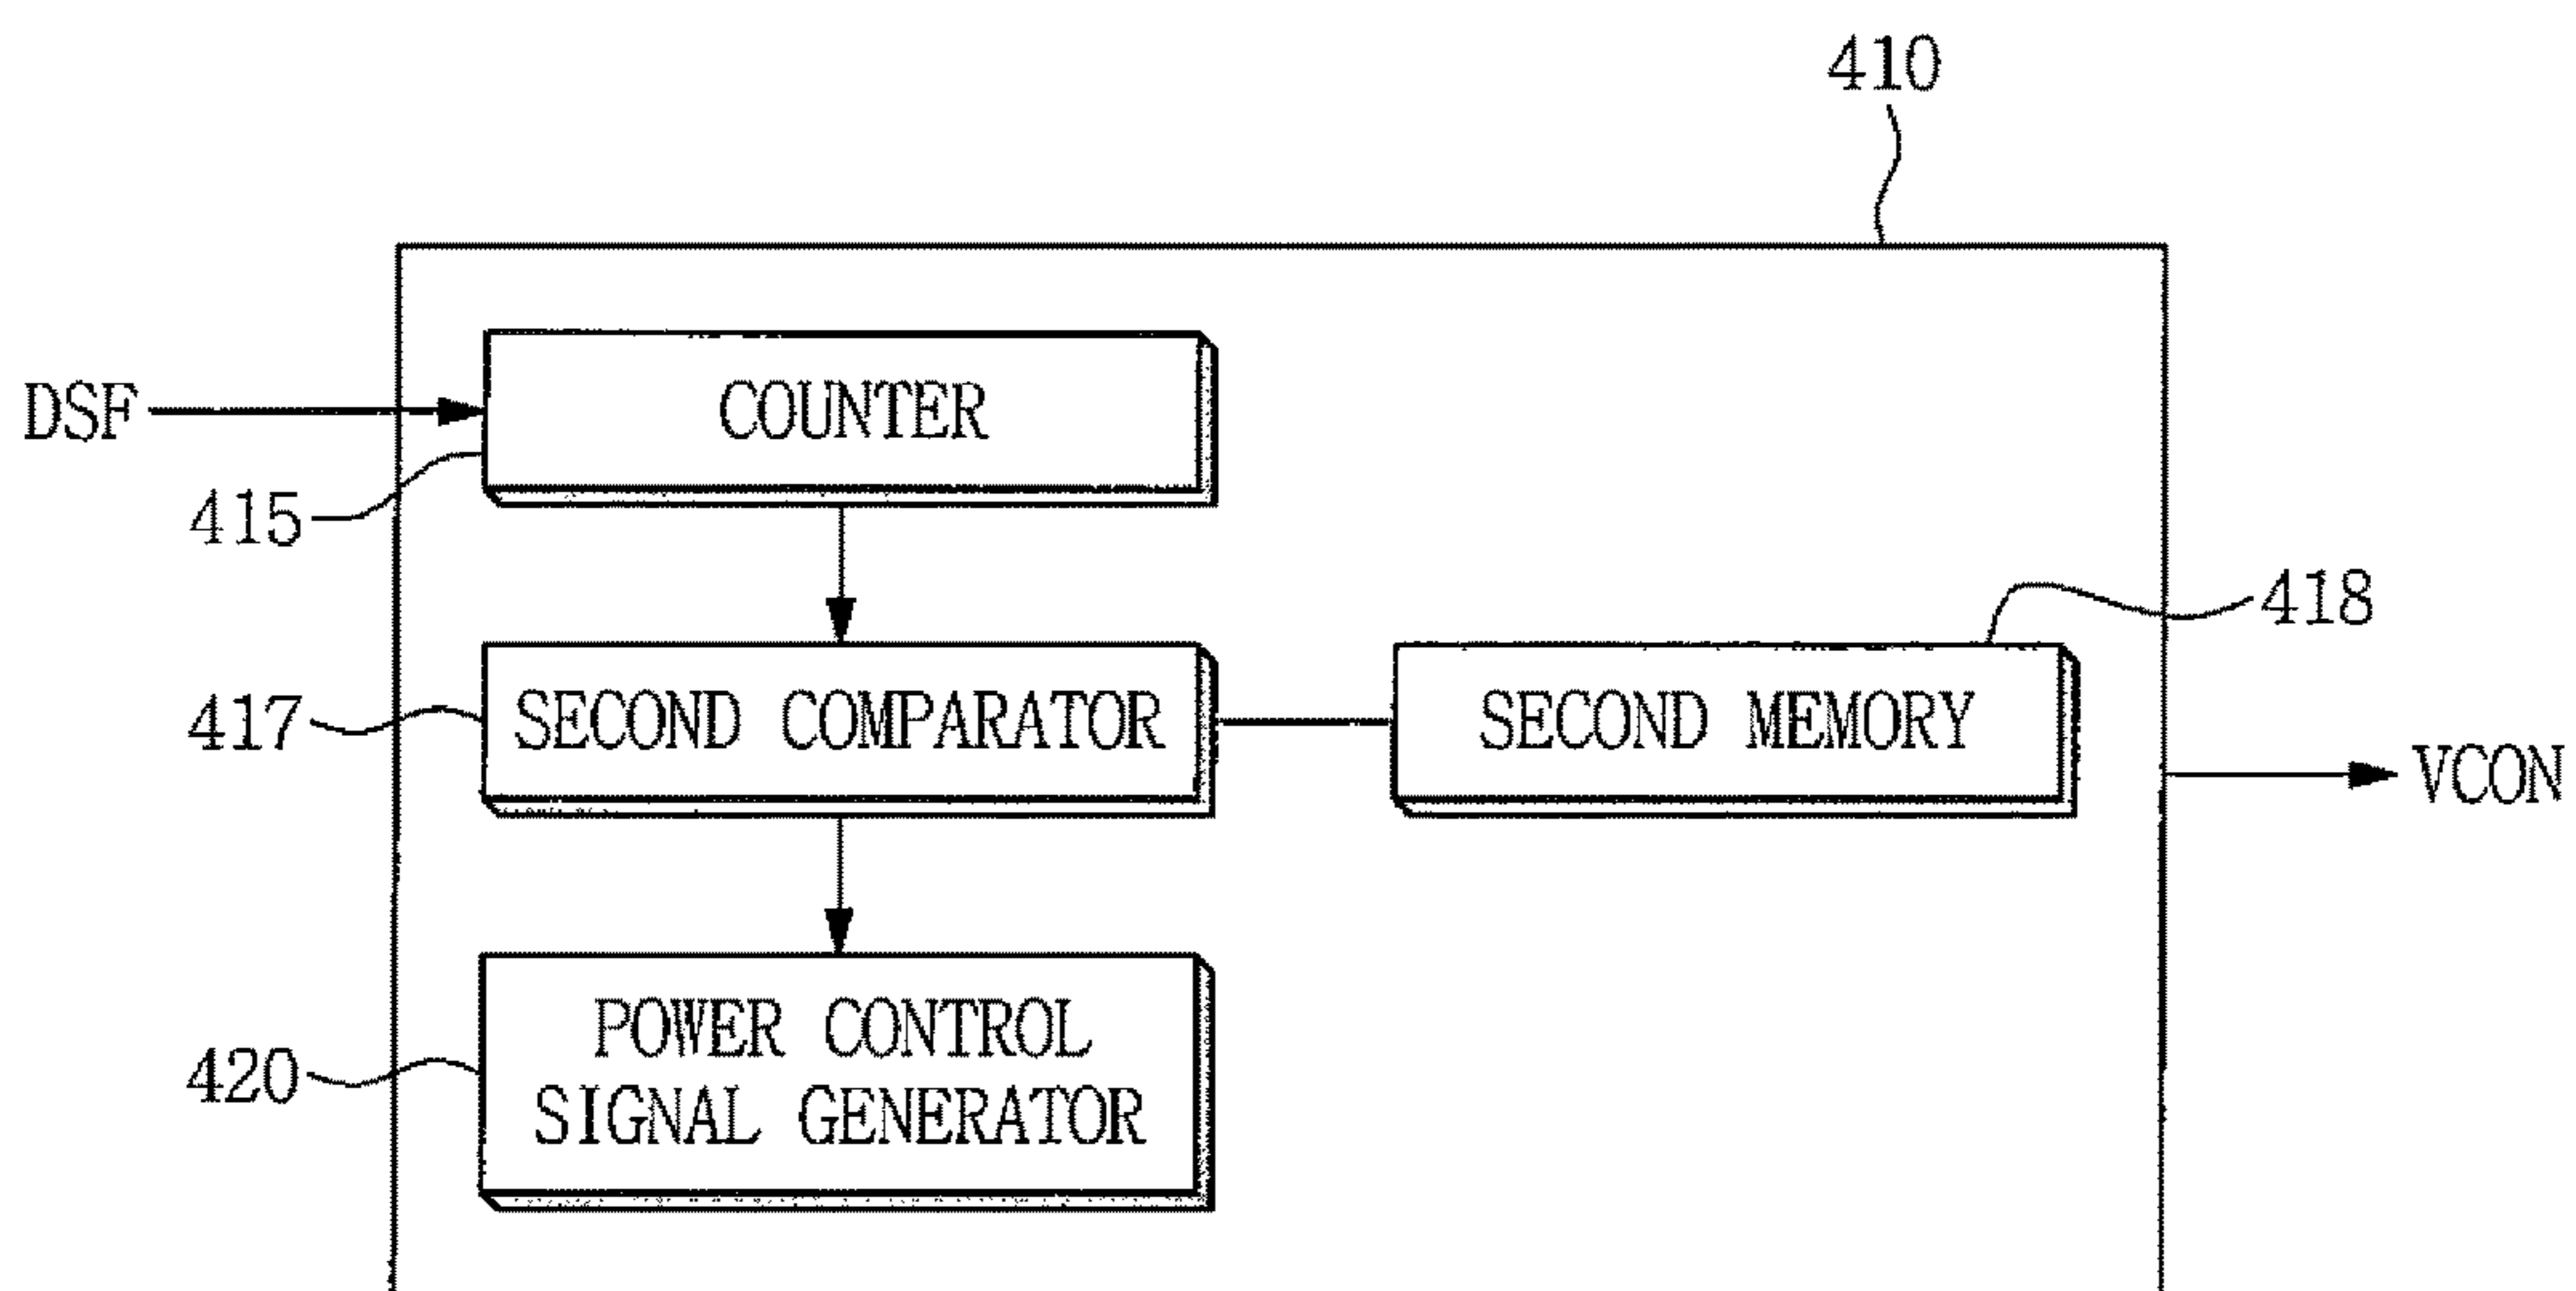 410
DSF
COUNTER
415
418
417
SECOND COMPARATOR
SECOND MEMORY
VCON
POWER CONTROL
SIGNAL GENERATOR
420